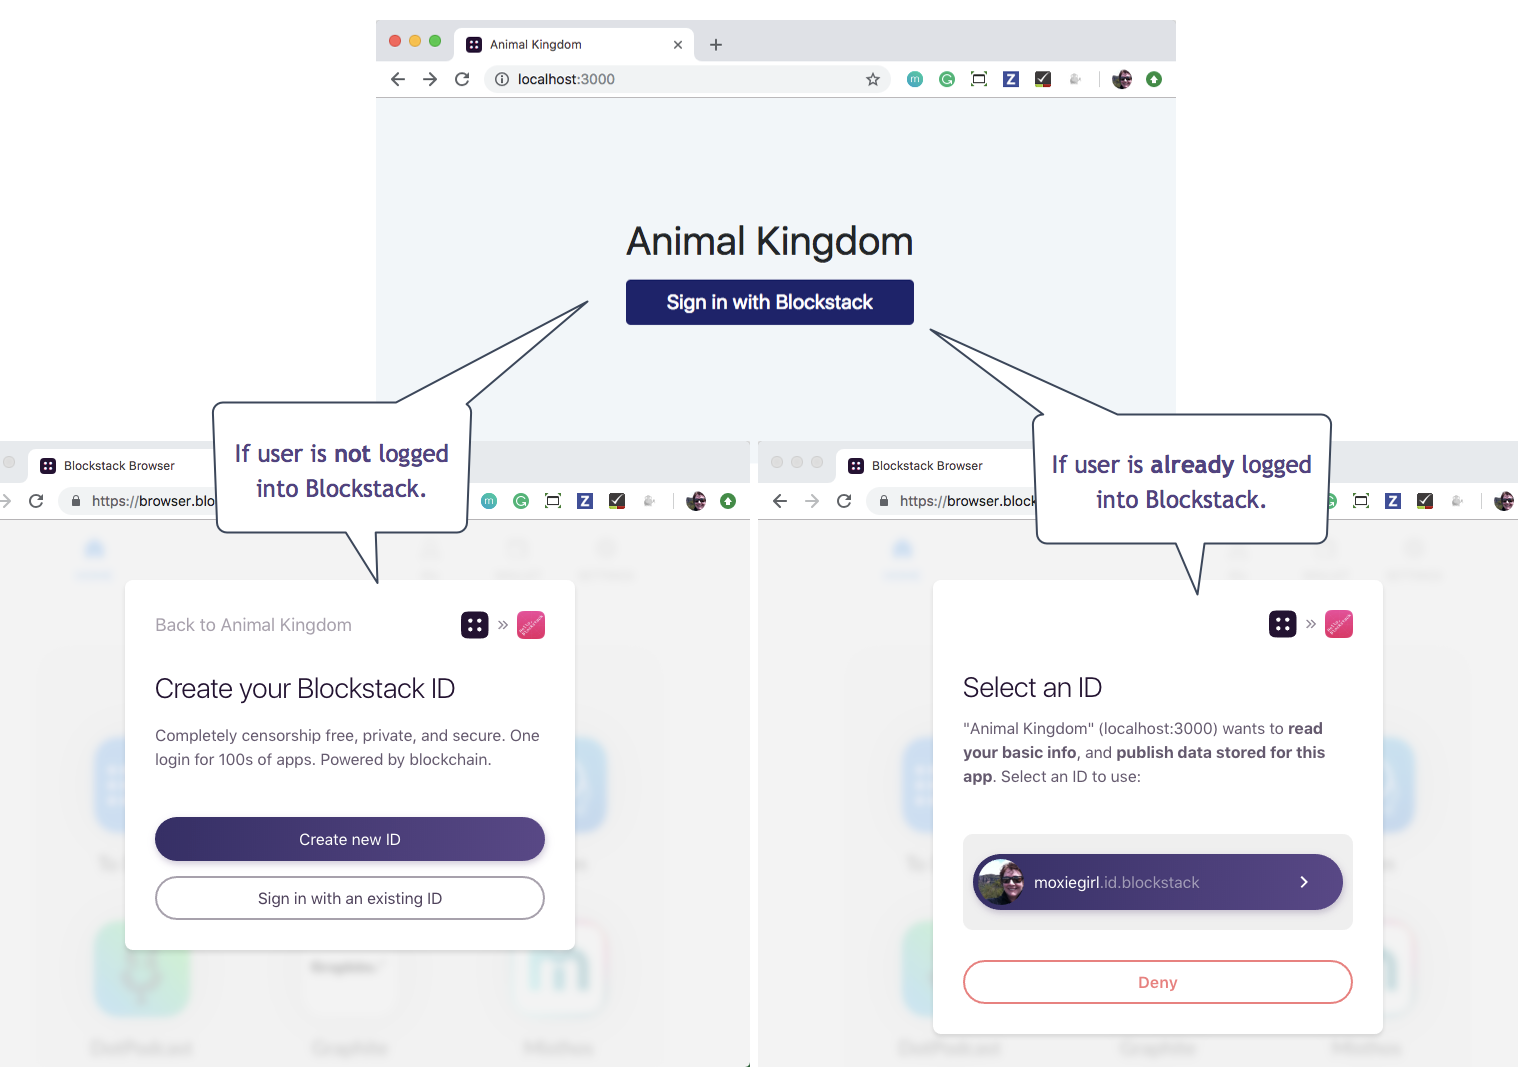 Animal Kingdom
localhost:3000
Animal Kingdom
Sign in with Blockstack
If user is not logged
into Blockstack.
If user is already logged
into Blockstack.
Blockstack Browser
https://browser.blo
Back to Animal Kingdom
Create your Blockstack ID
Completely censorship free, private, and secure. One
login for 100s of apps. Powered by blockchain.
Create new ID
Sign in with an existing ID
Blockstack Browser
https://browser.block
Select an ID
"Animal Kingdom" (localhost:3000) wants to read
your basic info, and publish data stored for this
app. Select an ID to use:
moxiegirl.id.blockstack
Deny